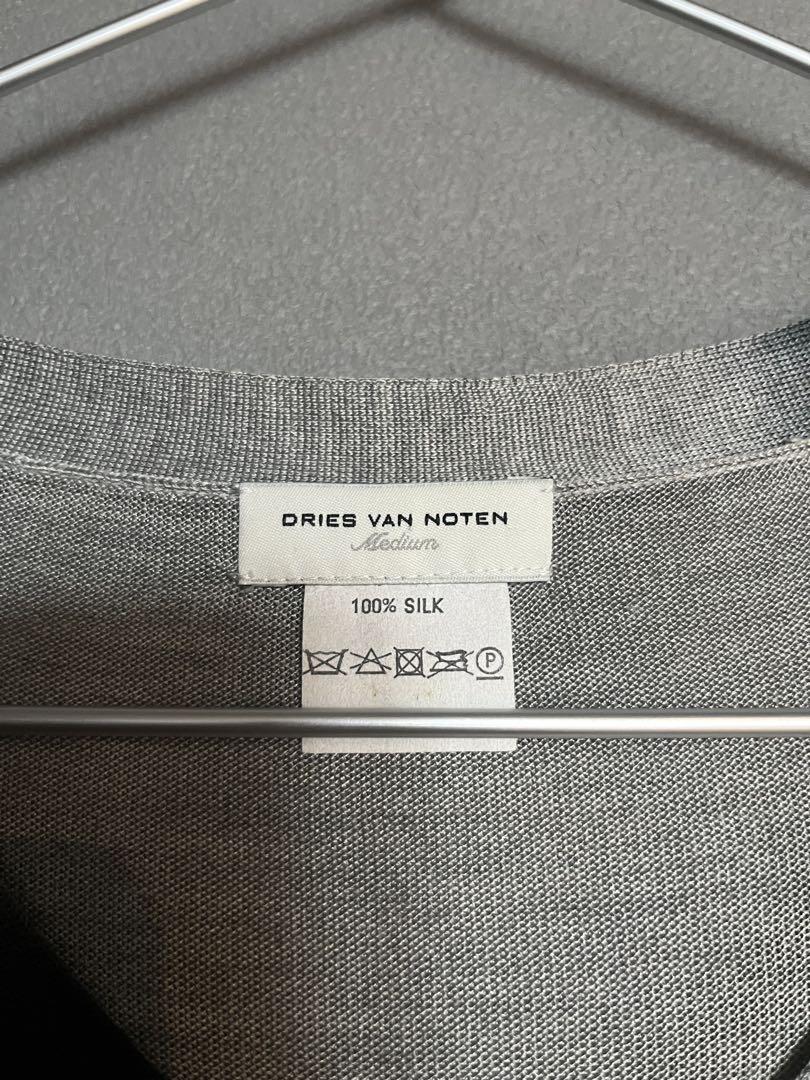 DRIES VAN NOTEN
Medium
100% SILK
P